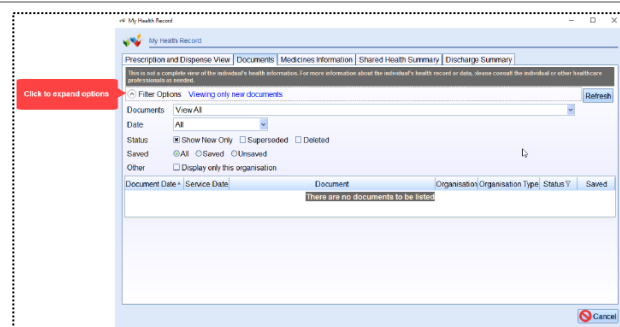 My Health Record
My Health Record
Prescription and Dispense View Documents Medicines Information Shared Health Summary Discharge Summary
This is not a complete view of the individual's health information. For more information about the individual's health record or data, please consult the individual or other healthcare
professionals as needed.
Click to expand options
Filter Options Viewing only new documents
Refresh
Documents View All
Date All
Status Show New Only Superseded Deleted
Saved All Saved Unsaved
Other Display only this organisation
Document Date Service Date Document Organisation Organisation Type Status Saved
There are no documents to be listed
Cancel